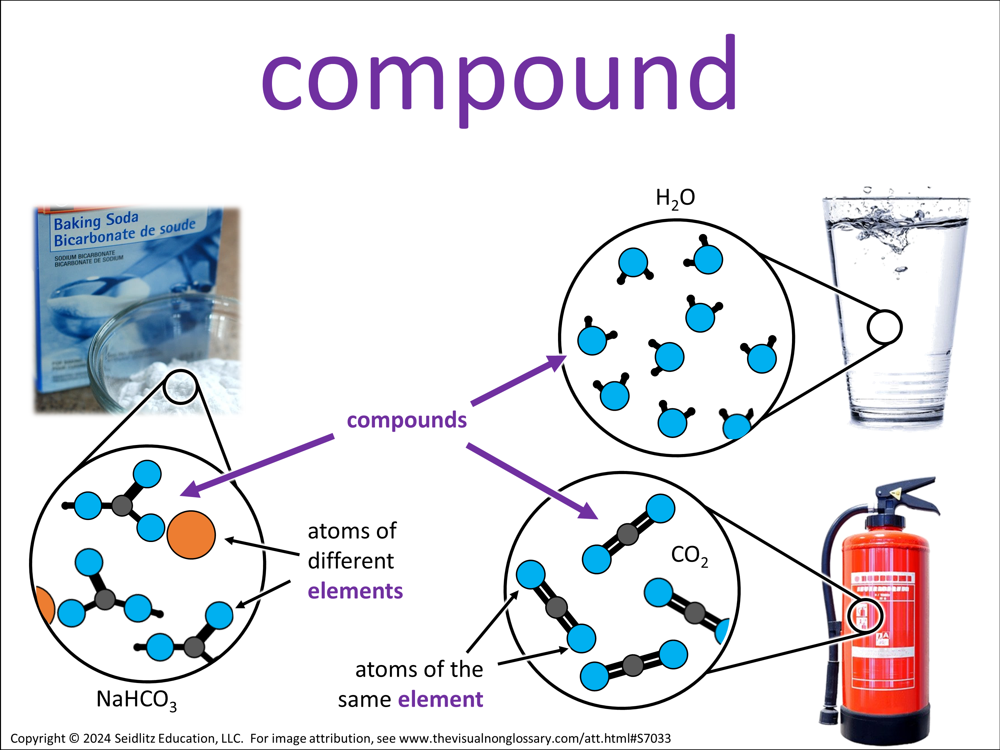 compound
Baking Soda
Bicarbonate de soude
SODIUM BICARBONATE
BICARBONATE DE SODIUM
H₂O
compounds
atoms of
different
elements
CO₂
atoms of the
same element
NaHCO₃
Copyright © 2024 Seidlitz Education, LLC.  For image attribution, see www.thevisualnonglossary.com/att.html#S7033